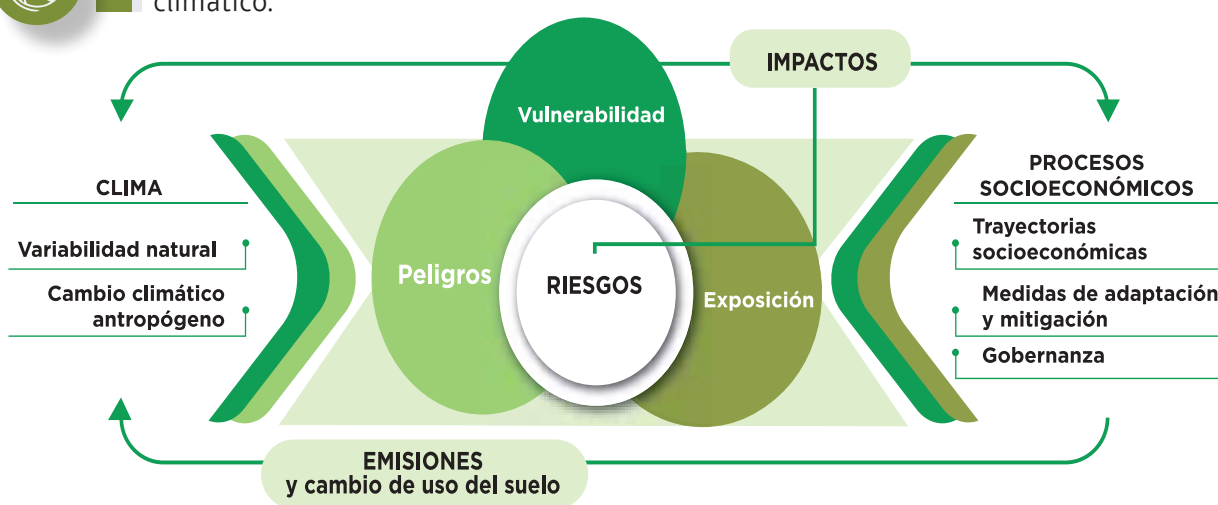 climático.
IMPACTOS
Vulnerabilidad
CLIMA
Variabilidad natural
Cambio climático
antropógeno
Peligros
RIESGOS
Exposición
PROCESOS
SOCIOECONÓMICOS
Trayectorias
socioeconómicas
Medidas de adaptación
y mitigación
Gobernanza
EMISIONES
y cambio de uso del suelo